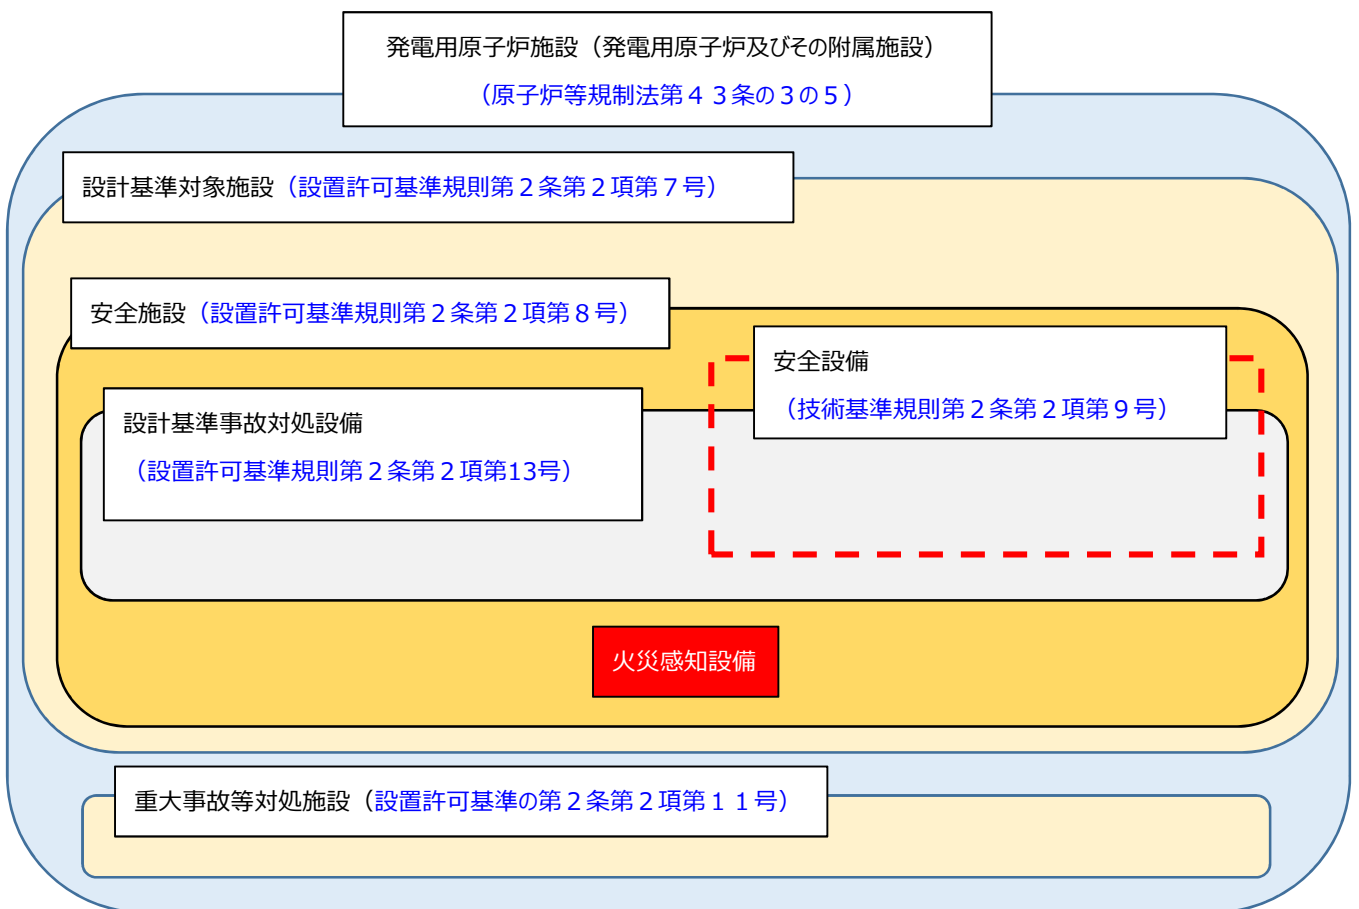 発電用原子炉施設（発電用原子炉及びその附属施設）
（原子炉等規制法第４３条の３の５）
設計基準対象施設（設置許可基準規則第２条第２項第７号）
安全施設（設置許可基準規則第２条第２項第８号）
安全設備
（技術基準規則第２条第２項第９号）
設計基準事故対処設備
（設置許可基準規則第２条第２項第13号）
火災感知設備
重大事故等対処施設（設置許可基準の第２条第２項第１１号）